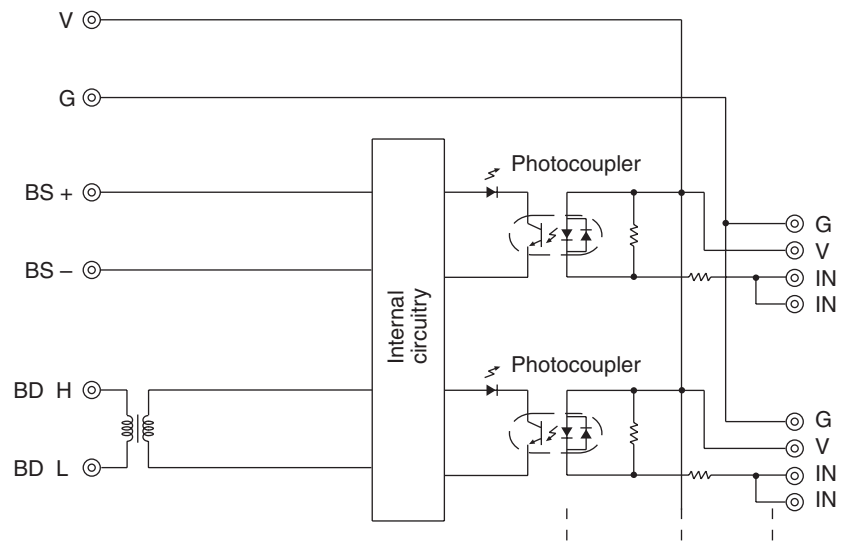 V
G
BS +
BS –
BD H
BD L
Internal
circuitry
Photocoupler
G
V
IN
IN
Photocoupler
G
V
IN
IN